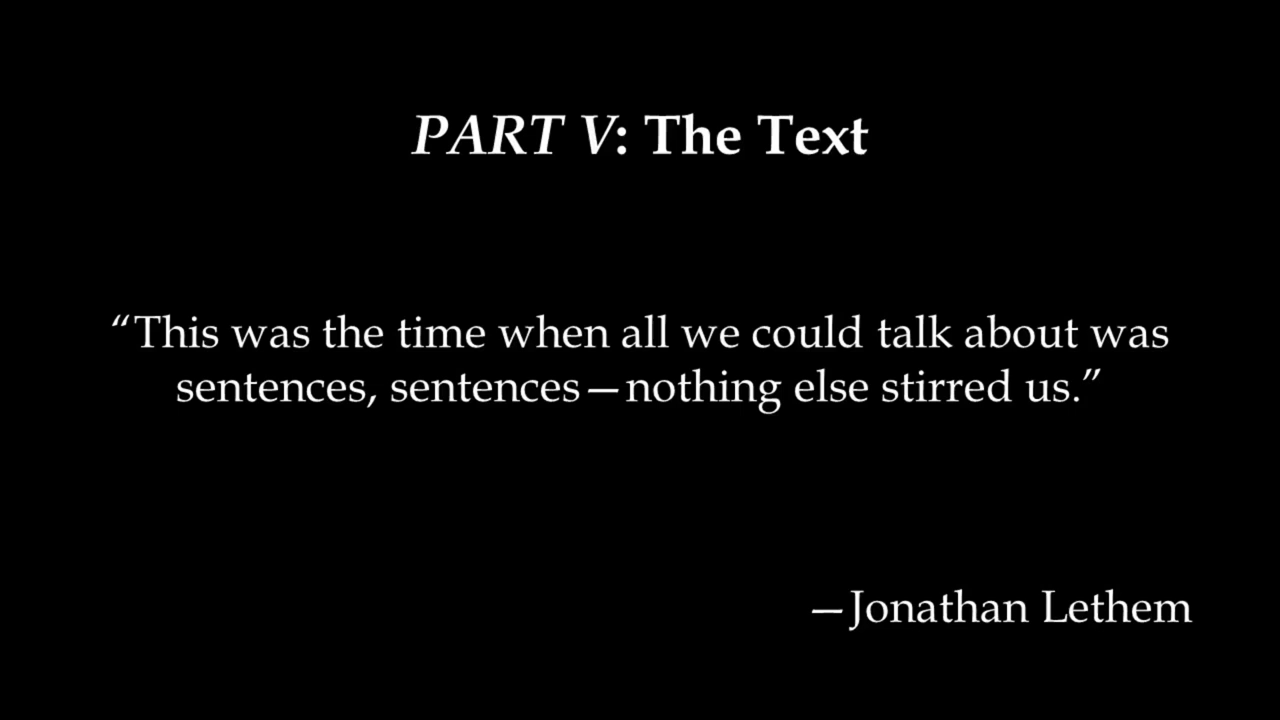 PART V: The Text
“This was the time when all we could talk about was
sentences, sentences—nothing else stirred us.”
—Jonathan Lethem